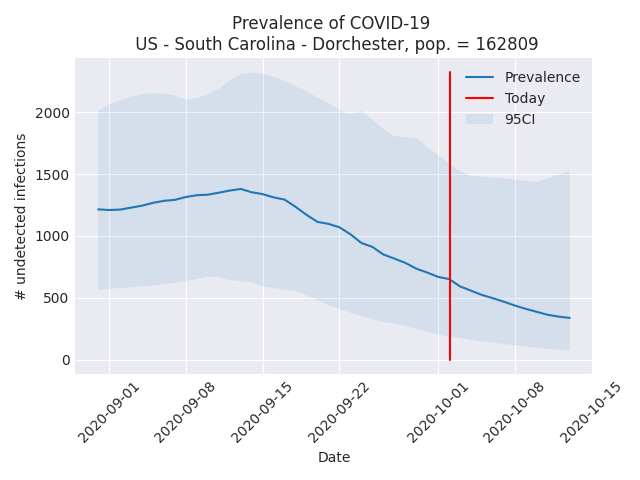 Prevalence of COVID-19
US - South Carolina - Dorchester, pop. = 162809
Prevalence
Today
95CI
# undetected infections
2000
1500
1000
500
0
2020-09-01
2020-09-08
2020-09-15
2020-09-22
2020-10-01
2020-10-08
2020-10-15
Date